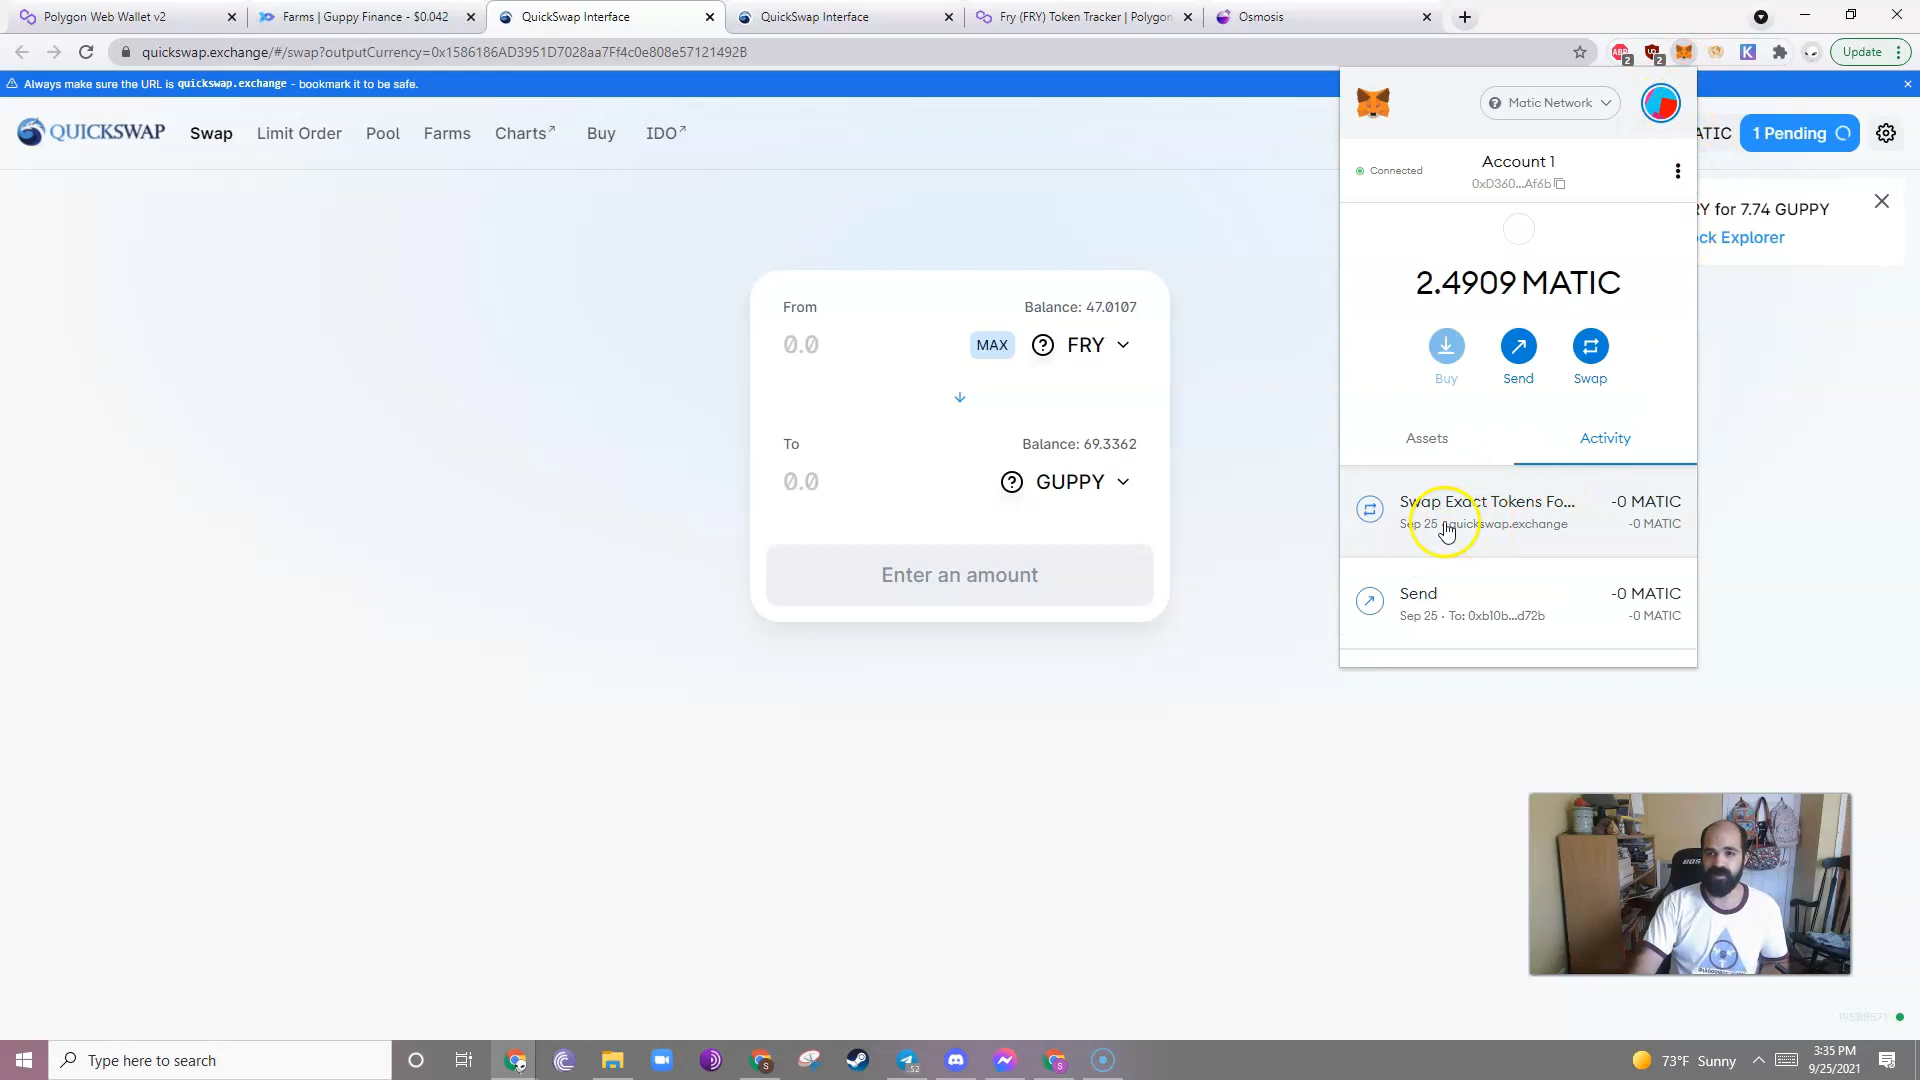 Polygon Web Wallet v2
Farms | Guppy Finance - $0.042
QuickSwap Interface
QuickSwap Interface
Fry (FRY) Token Tracker | Polygon
Osmosis
quickswap.exchange/#/swap?outputCurrency=0x1586186AD3951D7028aa7Ff4c0e808e57121492B
2
2
K
Update
Always make sure the URL is quickswap.exchange - bookmark it to be safe.
QUICKSWAP
Swap
Limit Order
Pool
Farms
Charts↗
Buy
IDO↗
ATIC
1 Pending
RY for 7.74 GUPPY
ck Explorer
Matic Network
Connected
Account 1
0xD360...Af6b
2.4909 MATIC
Buy
Send
Swap
Assets
Activity
Swap Exact Tokens Fo...
-0 MATIC
Sep 25 · quickswap.exchange
-0 MATIC
Send
-0 MATIC
Sep 25 · To: 0xb10b...d72b
-0 MATIC
From
Balance: 47.0107
0.0
MAX
FRY
To
Balance: 69.3362
0.0
GUPPY
Enter an amount
Type here to search
73°F Sunny
3:35 PM
9/25/2021